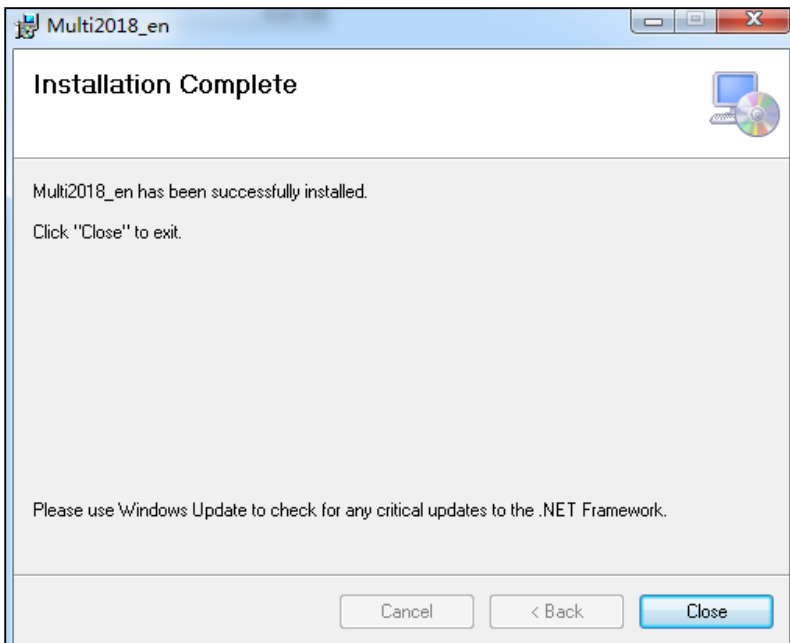 Multi2018_en
Installation Complete
Multi2018_en has been successfully installed.
Click "Close" to exit.
Please use Windows Update to check for any critical updates to the .NET Framework.
Cancel
< Back
Close